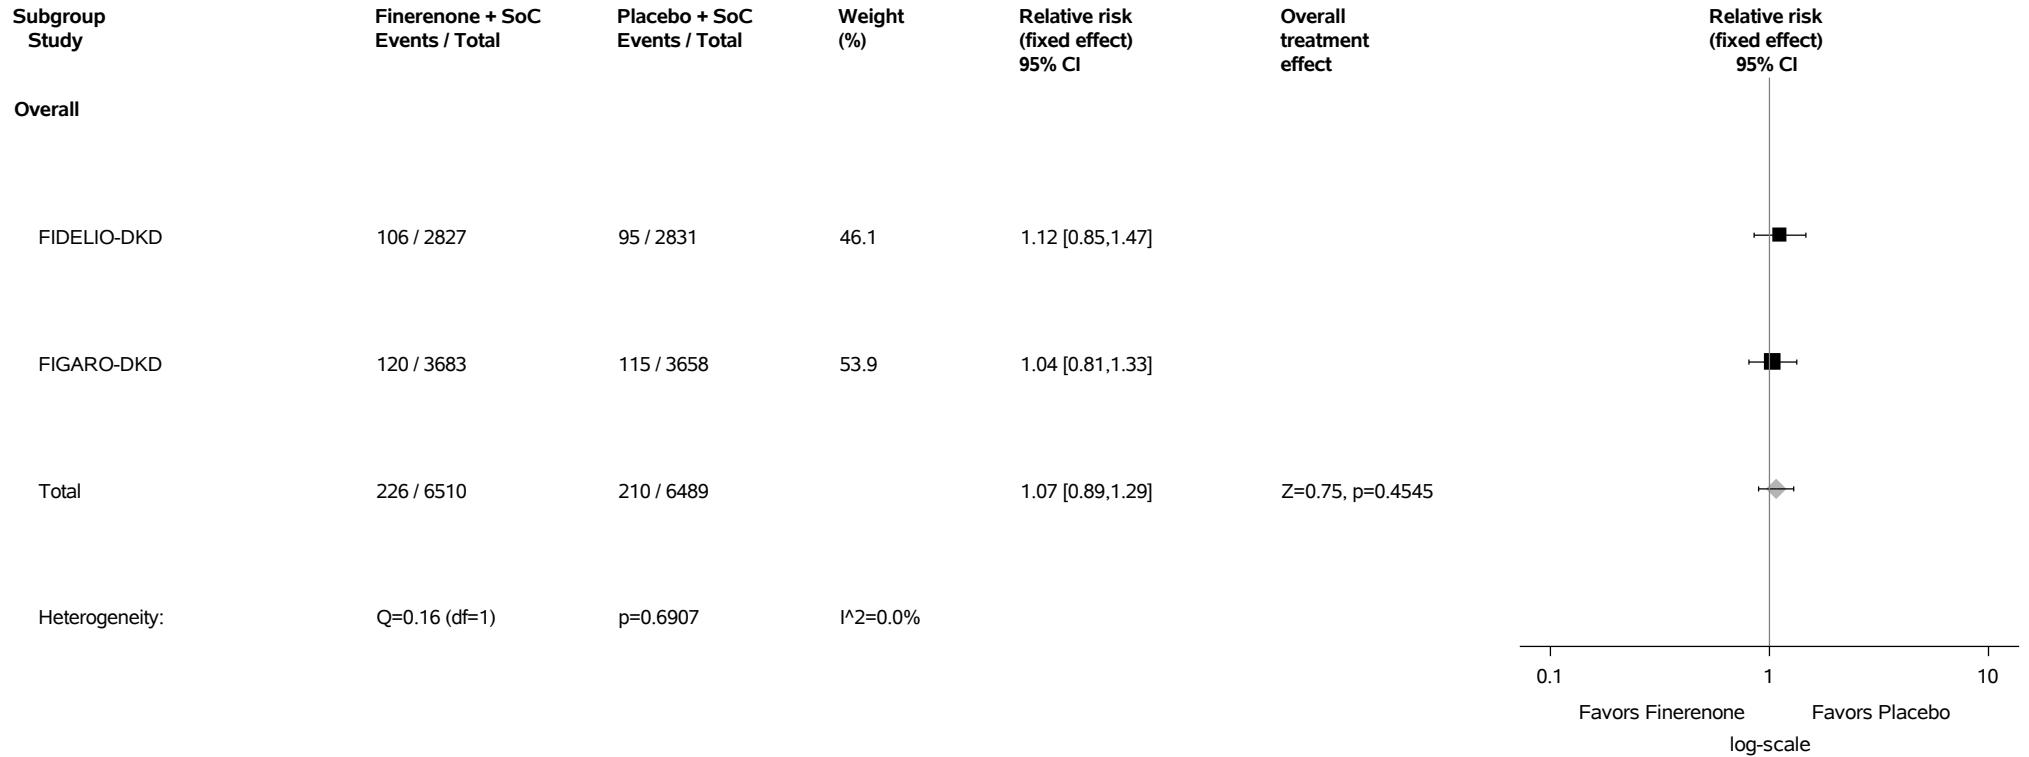 Subgroup Finerenone + SoC Placebo + SoC Weight Relative risk Overall Relative risk
Study Events / Total Events / Total (%) (fixed effect) treatment (fixed effect)
95% CI effect 95% CI
Overall
FIDELIO-DKD 106 / 2827 95 / 2831 46.1 1.12 [0.85,1.47]
FIGARO-DKD 120 / 3683 115 / 3658 53.9 1.04 [0.81,1.33]
Total 226 / 6510 210 / 6489 1.07 [0.89,1.29] Z=0.75, p=0.4545
Heterogeneity: Q=0.16 (df=1) p=0.6907 I^2=0.0%
0.1 1 10
Favors Finerenone Favors Placebo
log-scale